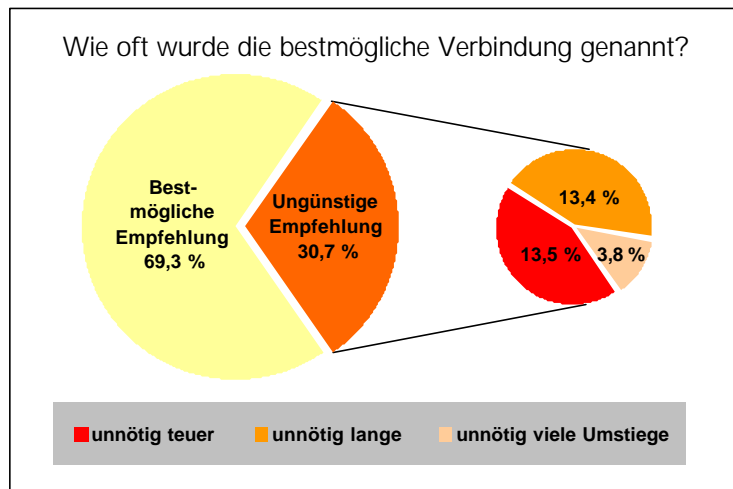 Wie oft wurde die bestmögliche Verbindung genannt?
Best-
mögliche
Empfehlung
69,3 %
Ungünstige
Empfehlung
30,7 %
13,4 %
13,5 %
3,8 %
unnötig teuer
unnötig lange
unnötig viele Umstiege